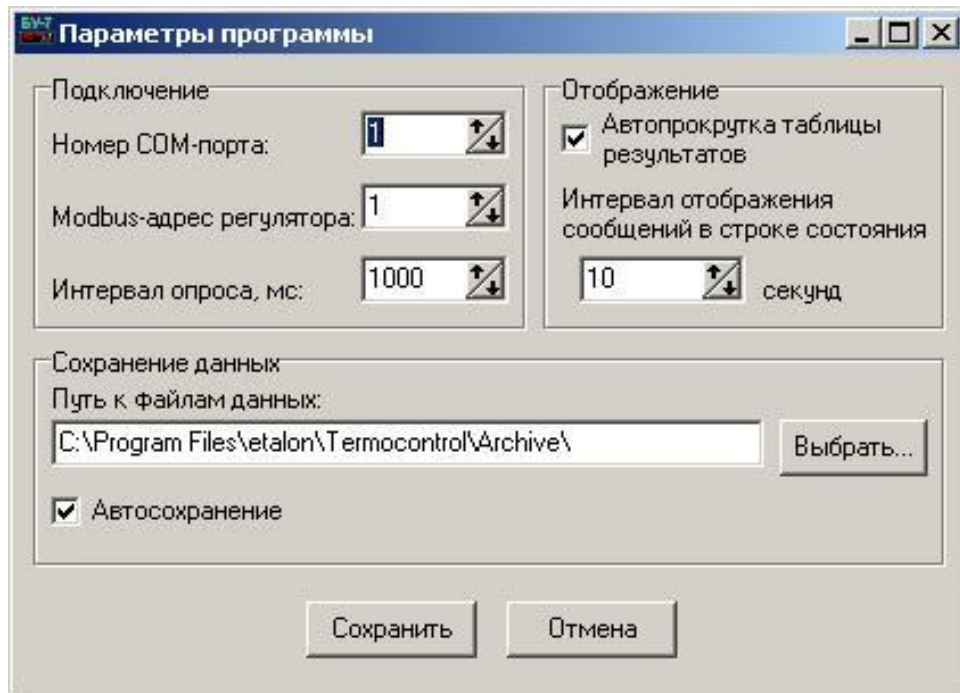 БУ-Т
Параметры программы
Подключение
Номер COM-порта:
1
Modbus-адрес регулятора:
1
Интервал опроса, мс:
1000
Отображение
Автопрокрутка таблицы
результатов
Интервал отображения
сообщений в строке состояния
10
секунд
Сохранение данных
Путь к файлам данных:
C:\Program Files\etalon\Termocontrol\Archive\
Выбрать...
Автосохранение
Сохранить
Отмена